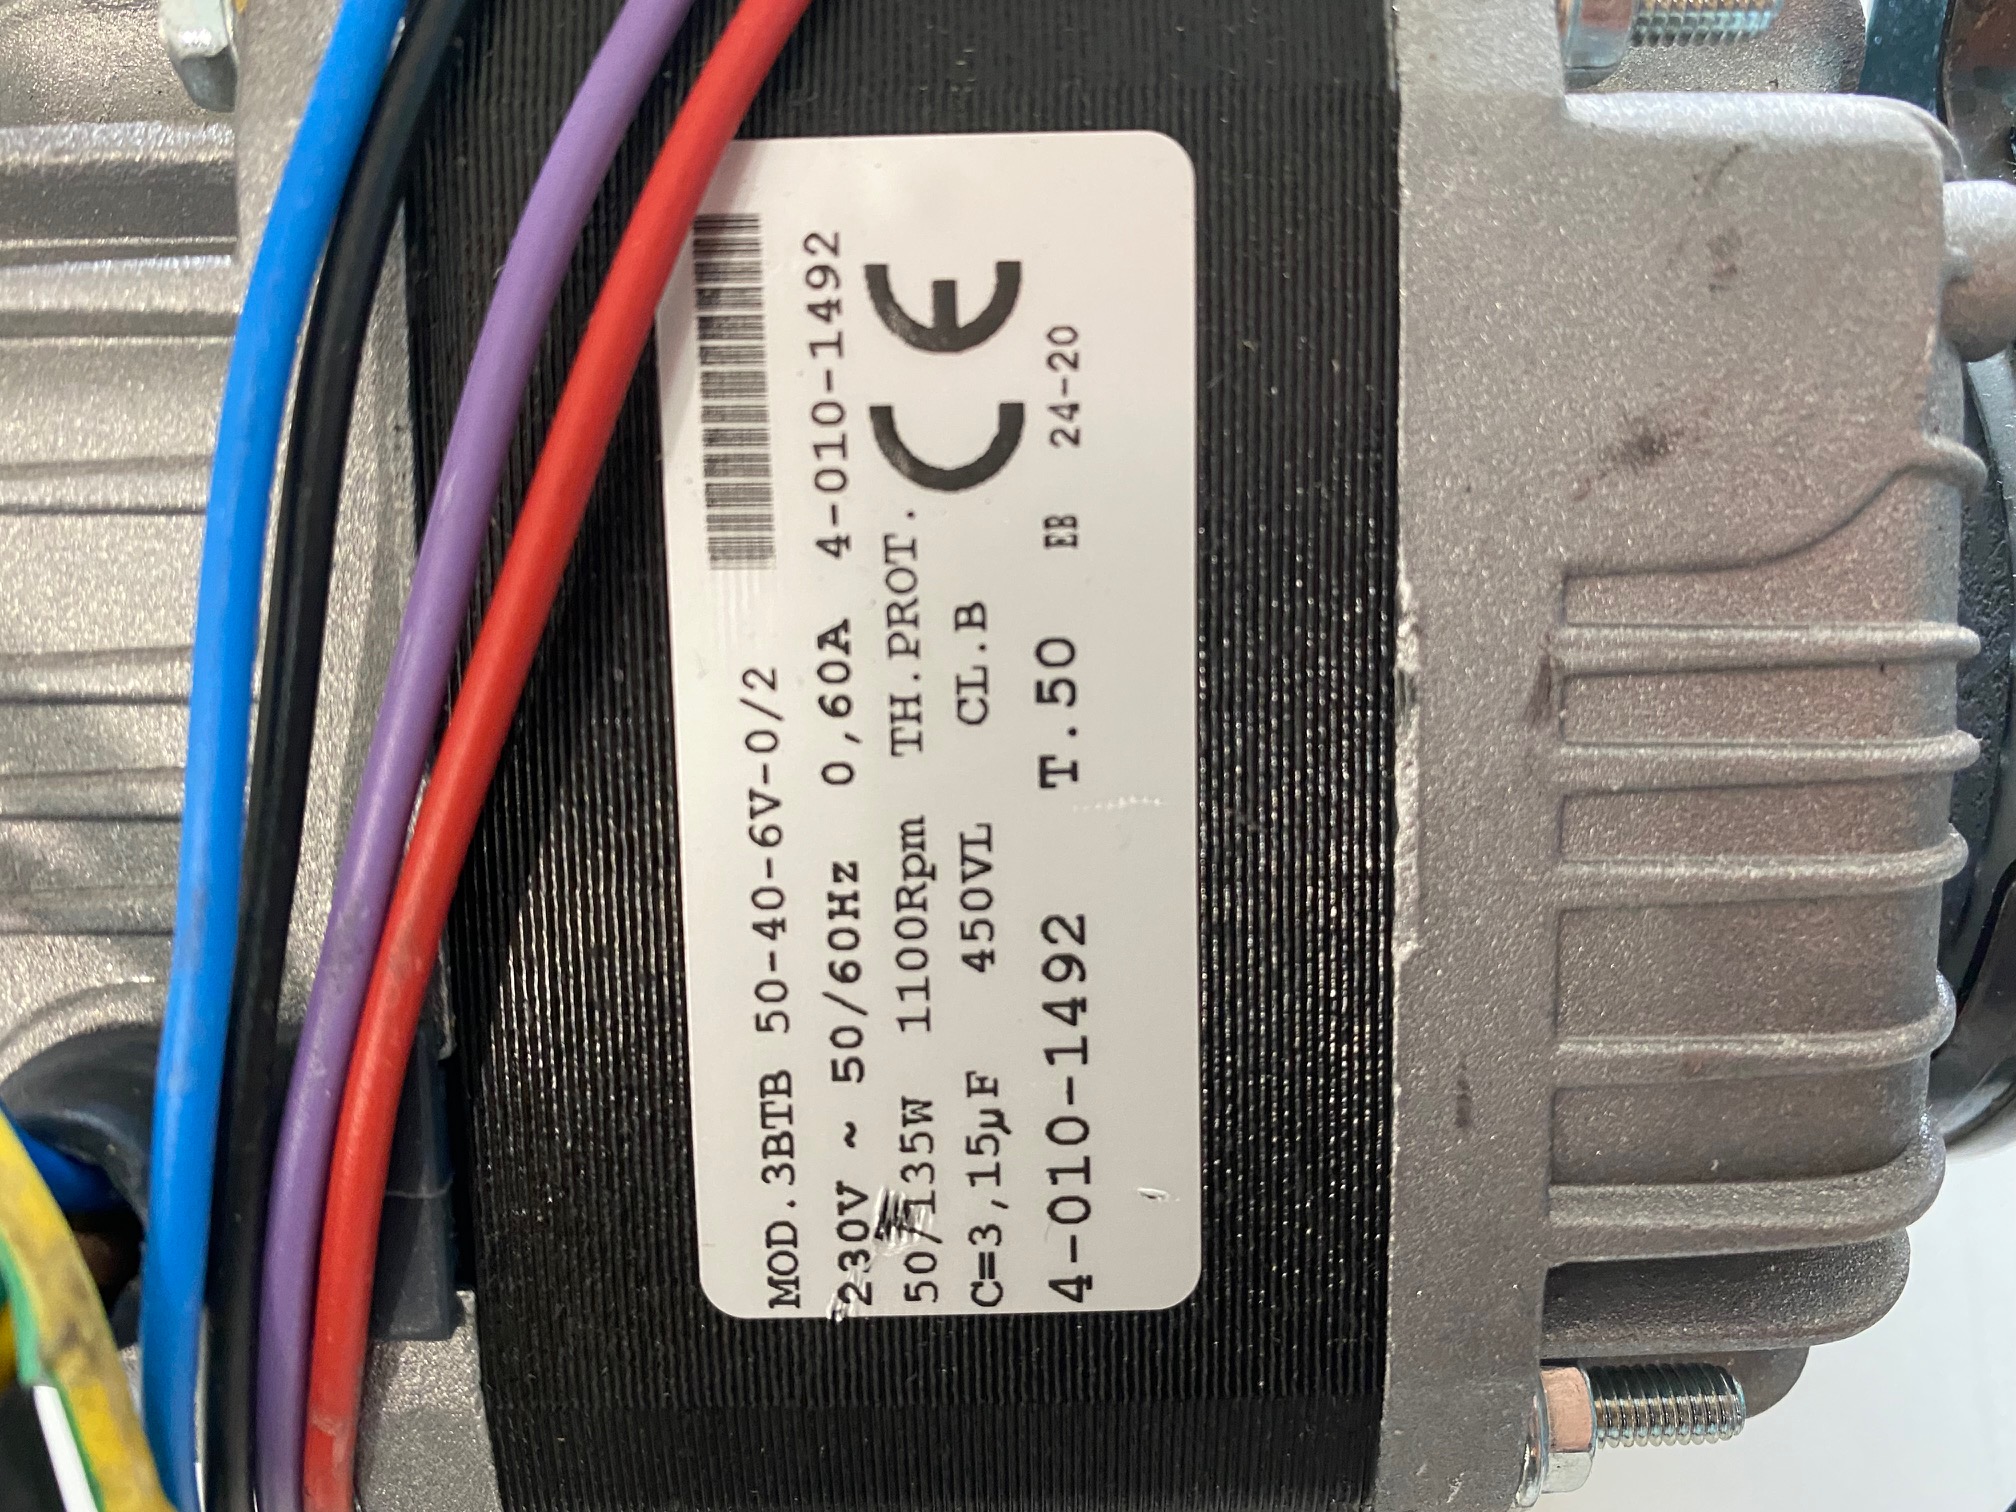 MOD.3BTB 50-40-6V-0/2
230V ~ 50/60Hz 0,60A 4-010-1492
50/135W 1100Rpm TH.PROT.
C=3,15µF 450VL CL.B CE
4-010-1492 T.50 EB 24-20